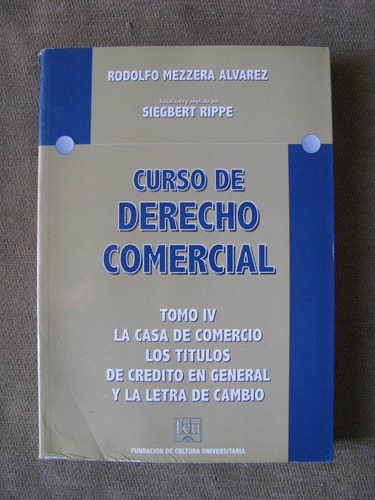 RODOLFO MEZZERA ALVAREZ
Actualizado y ampliado por
SIEGBERT RIPPE
CURSO DE
DERECHO
COMERCIAL
TOMO IV
LA CASA DE COMERCIO
LOS TITULOS
DE CREDITO EN GENERAL
Y LA LETRA DE CAMBIO
fcu
FUNDACION DE CULTURA UNIVERSITARIA